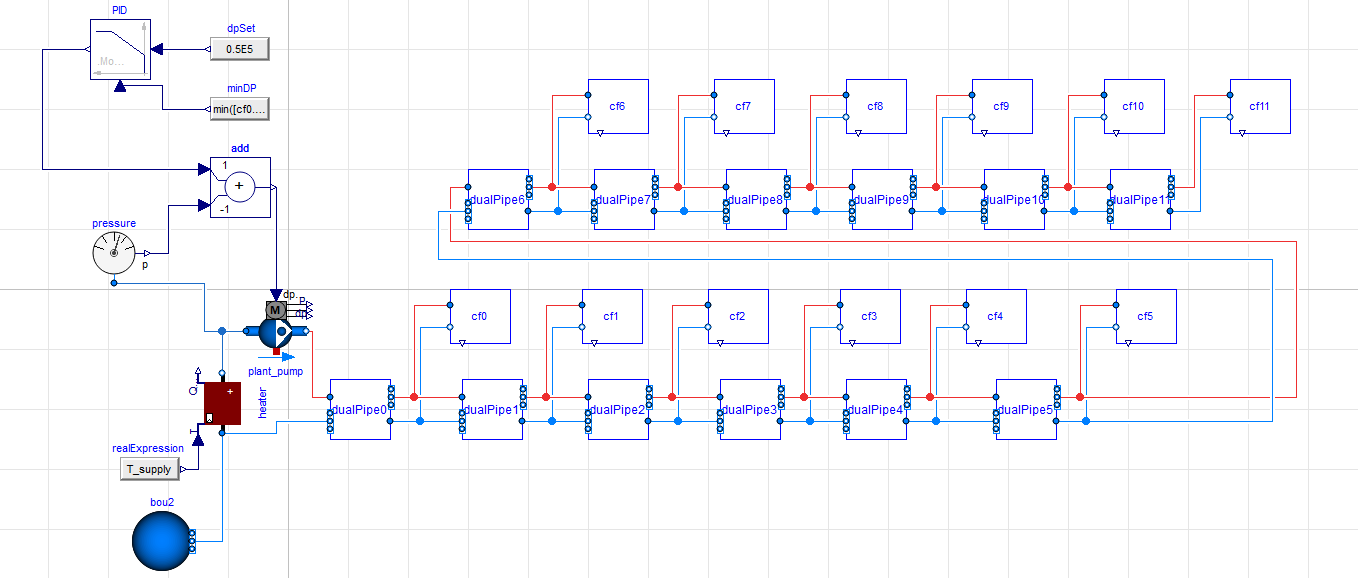 PID
.Mo...
dpSet
0.5E5
minDP
min([cf0....
add
1
+
-1
pressure
p
dp.
P
dp
M
plant_pump
heater
+
Q
realExpression
T_supply
bou2
cf6
cf7
cf8
cf9
cf10
cf11
dualPipe6
dualPipe7
dualPipe8
dualPipe9
dualPipe10
dualPipe11
cf0
cf1
cf2
cf3
cf4
cf5
dualPipe0
dualPipe1
dualPipe2
dualPipe3
dualPipe4
dualPipe5